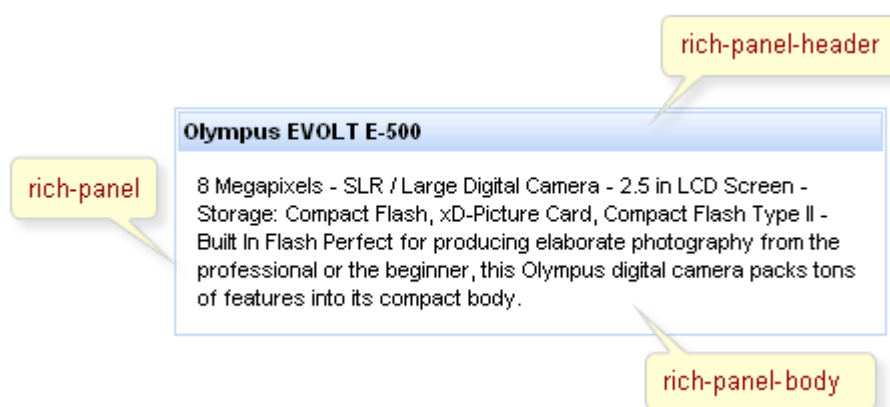 rich-panel-header
Olympus EVOLT E-500
rich-panel
8 Megapixels - SLR / Large Digital Camera - 2.5 in LCD Screen -
Storage: Compact Flash, xD-Picture Card, Compact Flash Type II -
Built In Flash Perfect for producing elaborate photography from the
professional or the beginner, this Olympus digital camera packs tons
of features into its compact body.
rich-panel-body